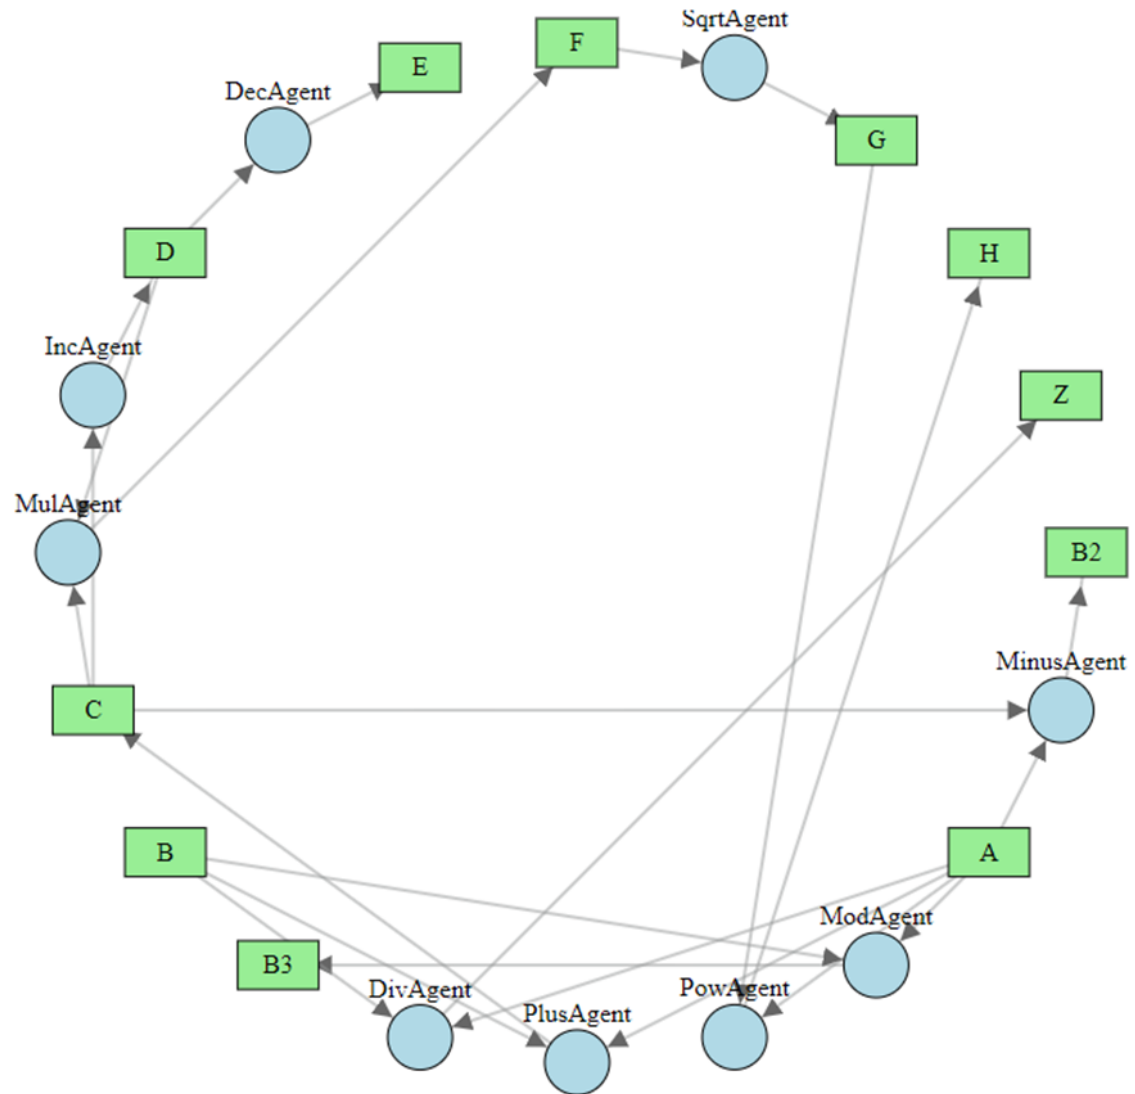 SqrtAgent
F
E
DecAgent
G
D
H
IncAgent
Z
MulAgent
B2
MinusAgent
C
B
A
ModAgent
B3
DivAgent
PowAgent
PlusAgent